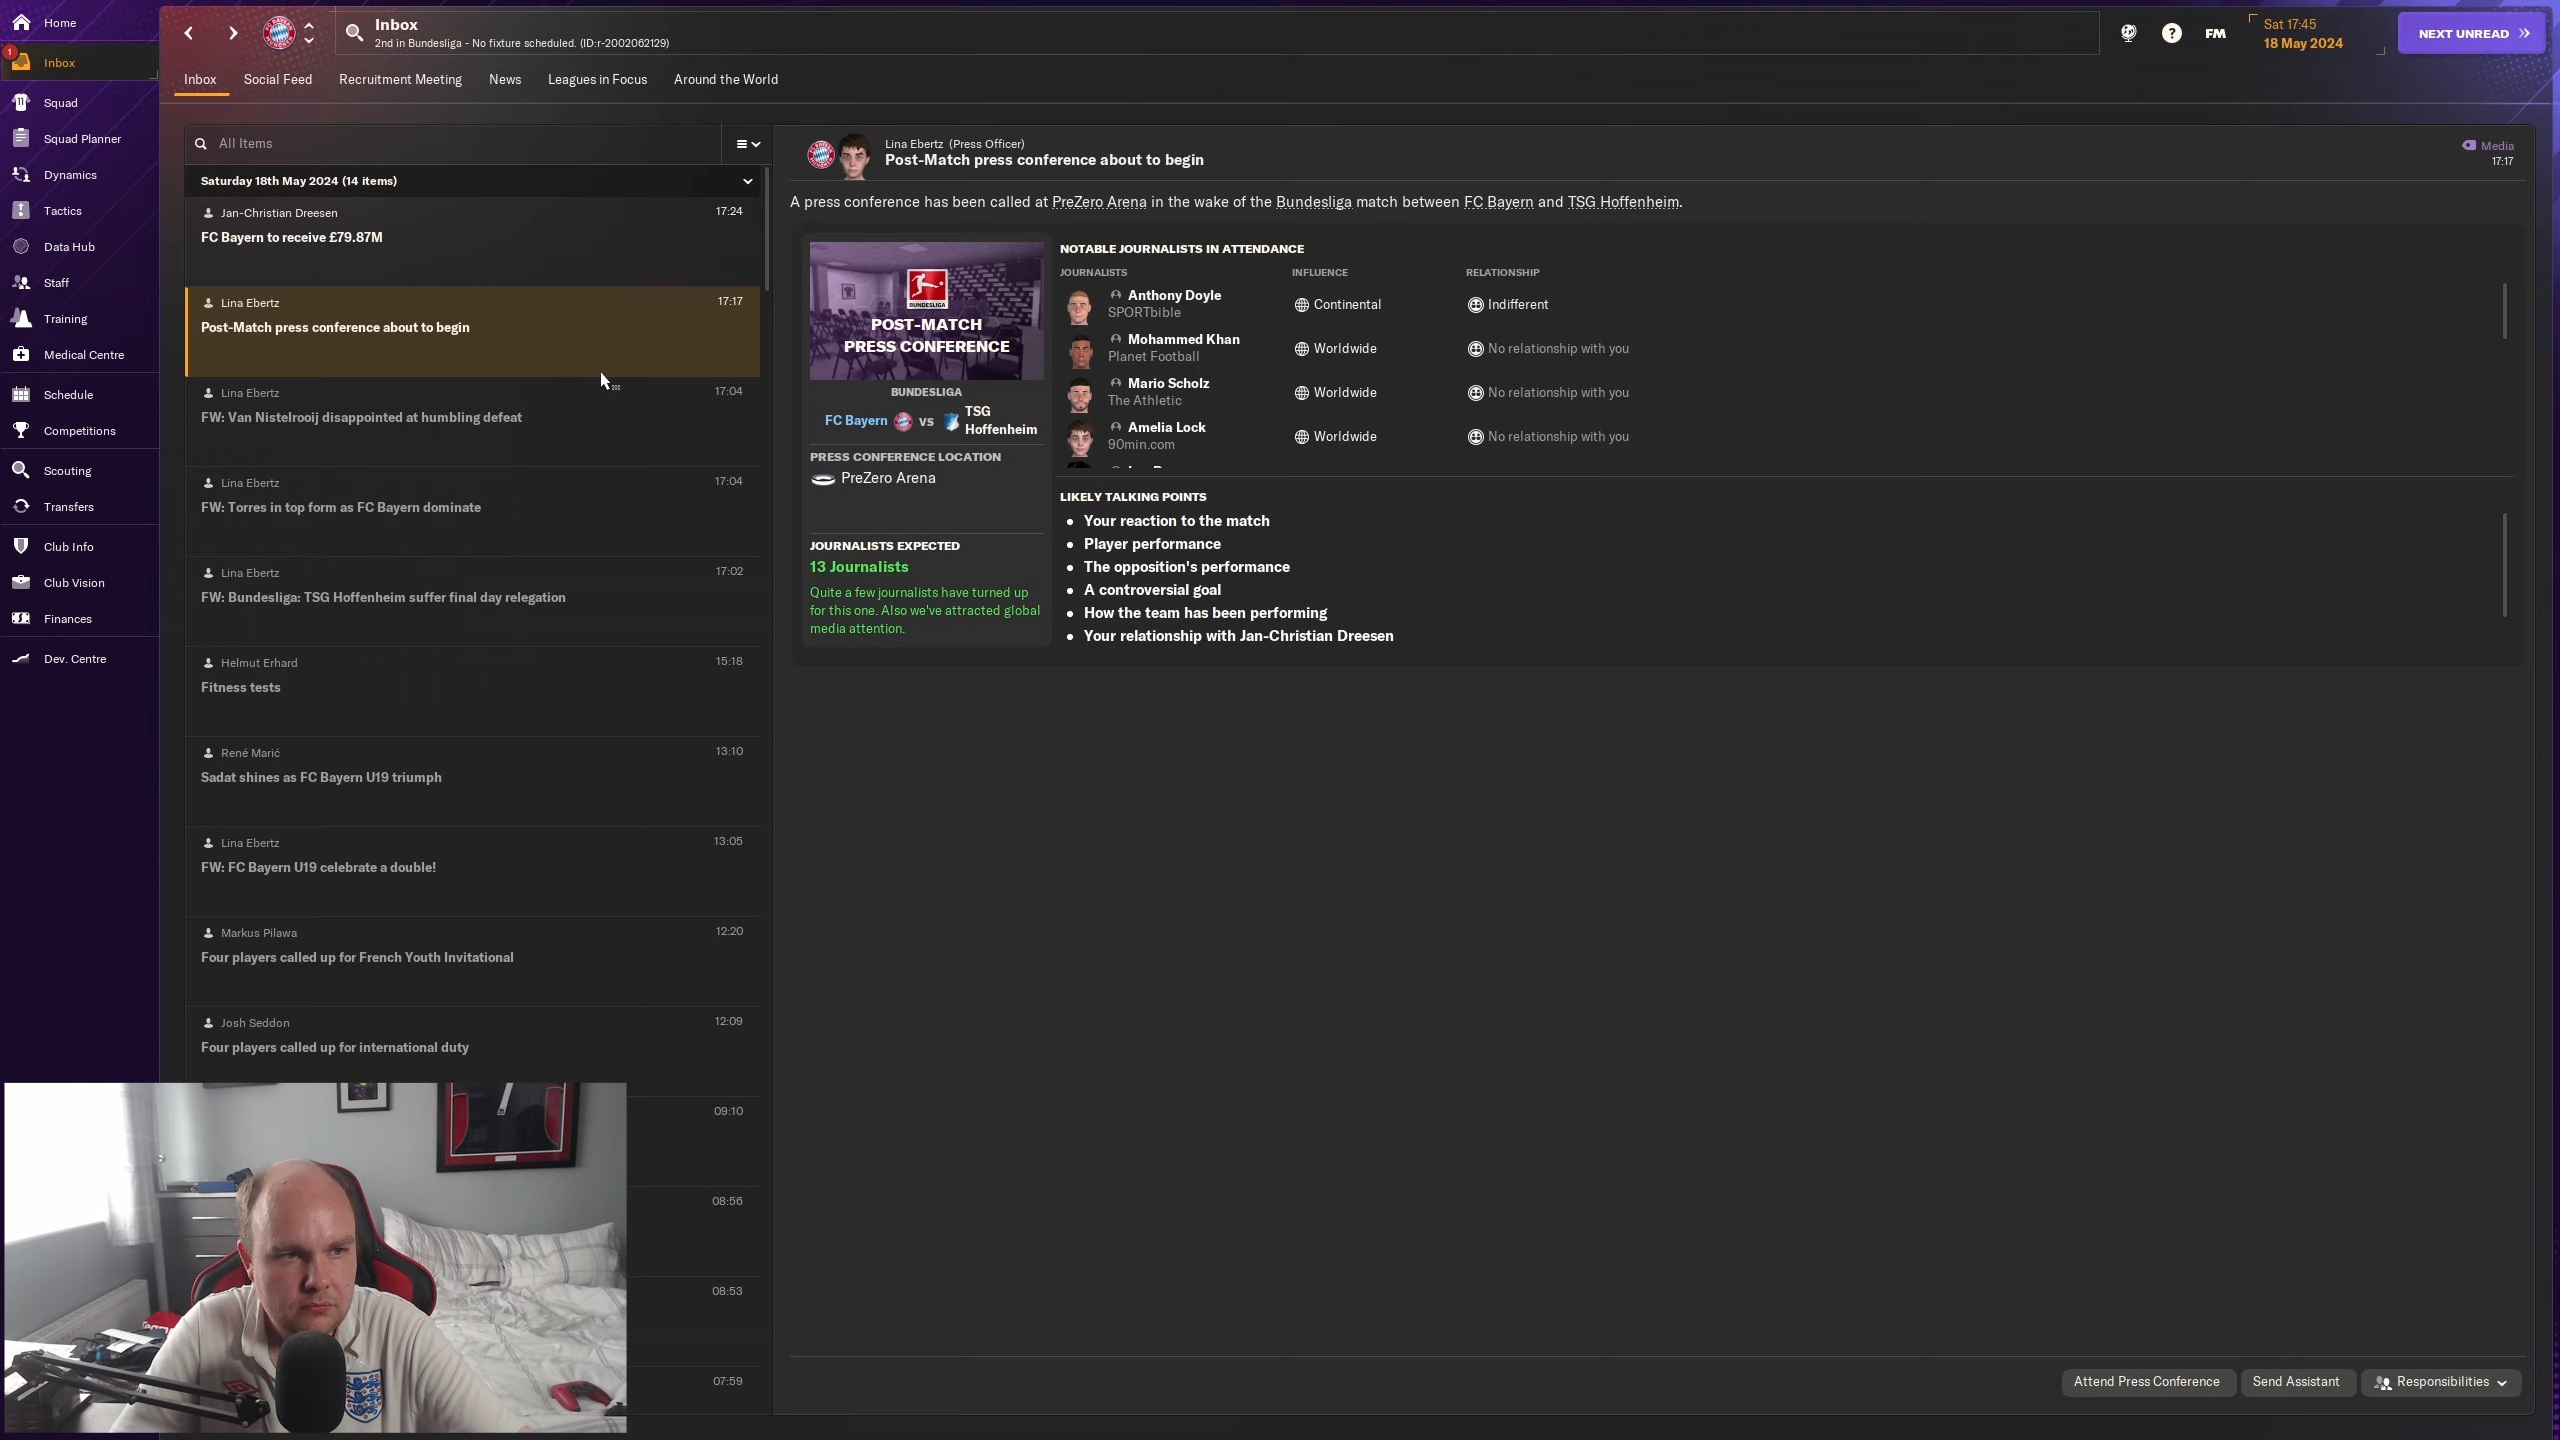 Home
1
Inbox
Squad
Squad Planner
Dynamics
Tactics
Data Hub
Staff
Training
Medical Centre
Schedule
Competitions
Scouting
Transfers
Club Info
Club Vision
Finances
Dev. Centre
Inbox
2nd in Bundesliga - No fixture scheduled. (ID:r-2002062129)
FM
Sat 17:45
18 May 2024
NEXT UNREAD
Inbox
Social Feed
Recruitment Meeting
News
Leagues in Focus
Around the World
All Items
Saturday 18th May 2024 (14 items)
Jan-Christian Dreesen 17:24
FC Bayern to receive £79.87M
Lina Ebertz 17:17
Post-Match press conference about to begin
Lina Ebertz 17:04
FW: Van Nistelrooij disappointed at humbling defeat
Lina Ebertz 17:04
FW: Torres in top form as FC Bayern dominate
Lina Ebertz 17:02
FW: Bundesliga: TSG Hoffenheim suffer final day relegation
Helmut Erhard 15:18
Fitness tests
René Marić 13:10
Sadat shines as FC Bayern U19 triumph
Lina Ebertz 13:05
FW: FC Bayern U19 celebrate a double!
Markus Pilawa 12:20
Four players called up for French Youth Invitational
Josh Seddon 12:09
Four players called up for international duty
09:10
08:56
08:53
07:59
Lina Ebertz (Press Officer)
Post-Match press conference about to begin
Media
17:17
A press conference has been called at PreZero Arena in the wake of the Bundesliga match between FC Bayern and TSG Hoffenheim.
BUNDESLIGA
POST-MATCH
PRESS CONFERENCE
BUNDESLIGA
FC Bayern vs TSG Hoffenheim
PRESS CONFERENCE LOCATION
PreZero Arena
JOURNALISTS EXPECTED
13 Journalists
Quite a few journalists have turned up
for this one. Also we've attracted global
media attention.
NOTABLE JOURNALISTS IN ATTENDANCE
JOURNALISTS INFLUENCE RELATIONSHIP
Anthony Doyle
SPORTbible
Continental
Indifferent
Mohammed Khan
Planet Football
Worldwide
No relationship with you
Mario Scholz
The Athletic
Worldwide
No relationship with you
Amelia Lock
90min.com
Worldwide
No relationship with you
LIKELY TALKING POINTS
Your reaction to the match
Player performance
The opposition's performance
A controversial goal
How the team has been performing
Your relationship with Jan-Christian Dreesen
Attend Press Conference
Send Assistant
Responsibilities